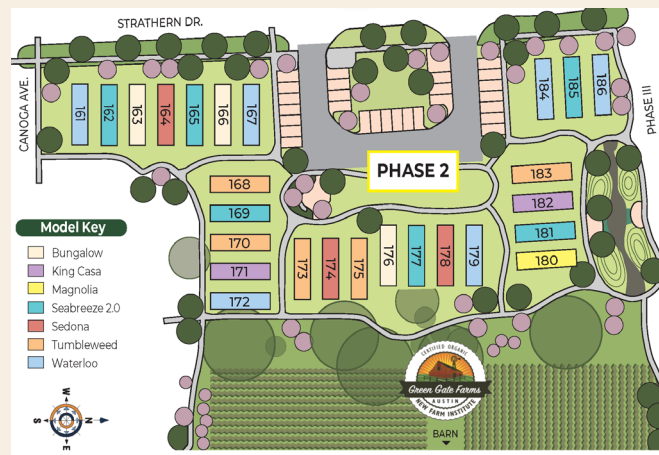 STRATHERN DR.
CANOGA AVE.
PHASE III
161
162
163
164
165
166
167
184
185
186
PHASE 2
168
169
170
171
172
183
182
181
180
173
174
175
176
177
178
179
Model Key
Bungalow
King Casa
Magnolia
Seabreeze 2.0
Sedona
Tumbleweed
Waterloo
CERTIFIED ORGANIC
Green Gate Farms
AUSTIN
NEW FARM INSTITUTE
BARN
W
S
N
E